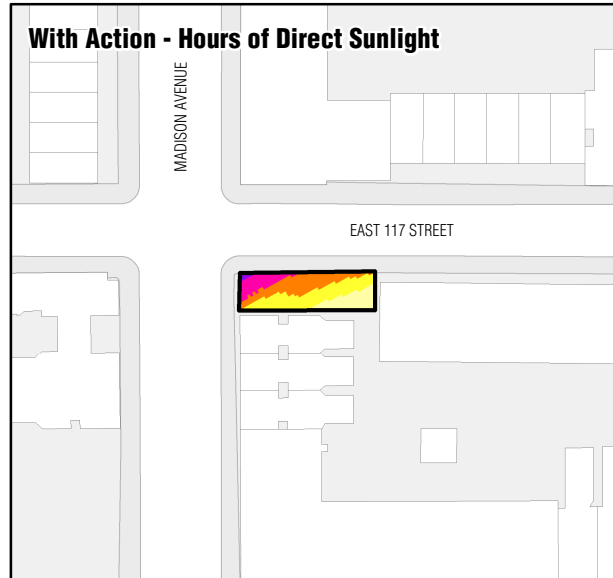 With Action - Hours of Direct Sunlight
MADISON AVENUE
EAST 117 STREET